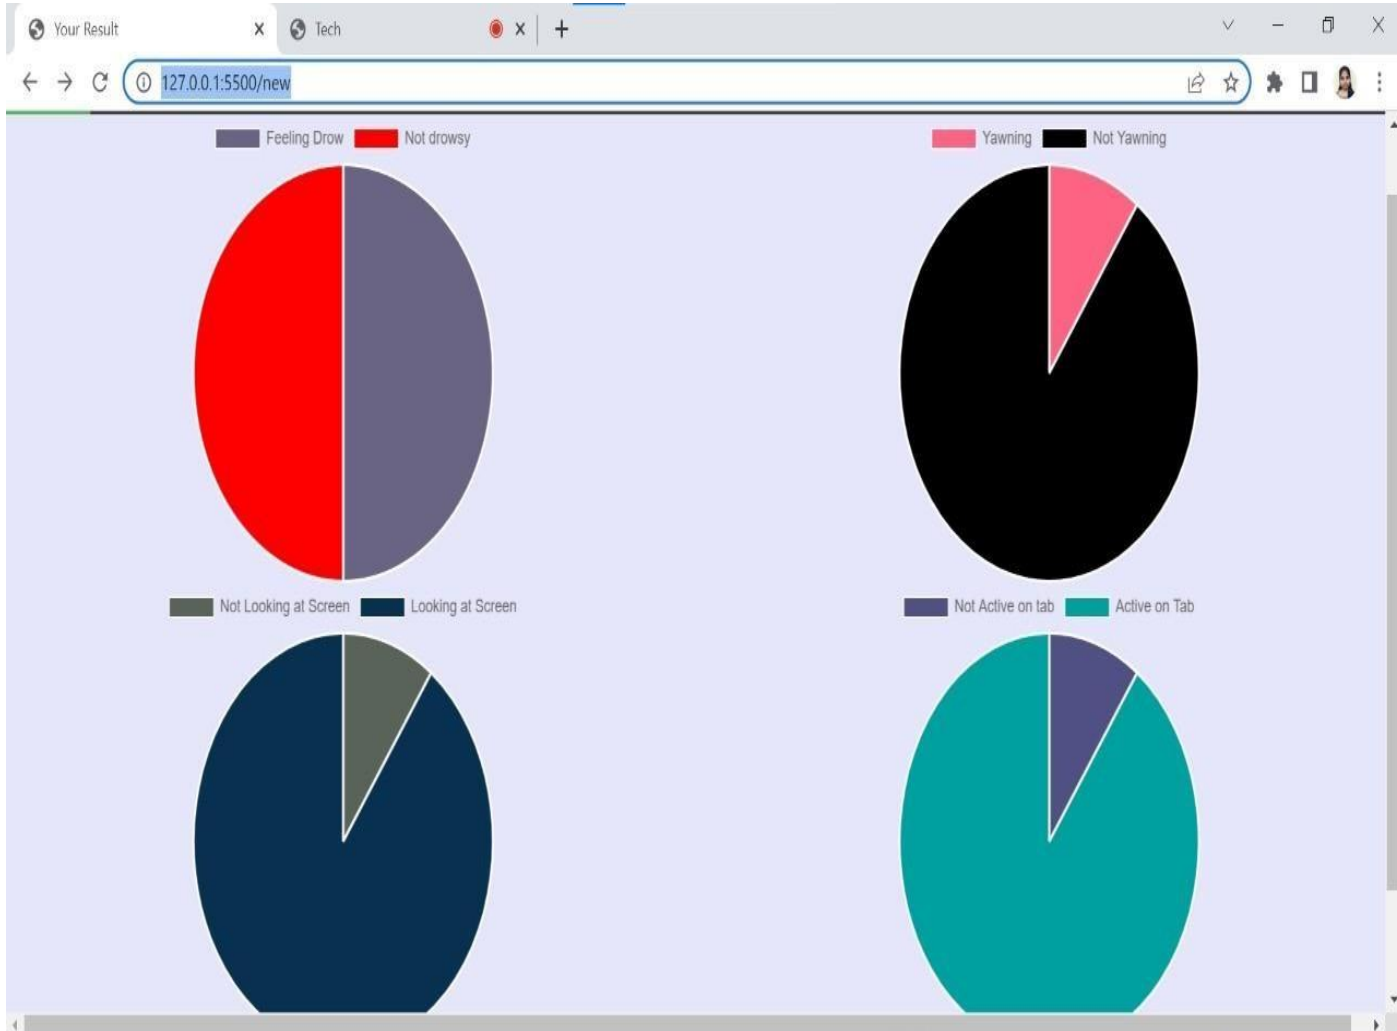 Your Result
Tech
127.0.0.1:5500/new
Feeling Drow Not drowsy
Yawning Not Yawning
Not Looking at Screen Looking at Screen
Not Active on tab Active on Tab